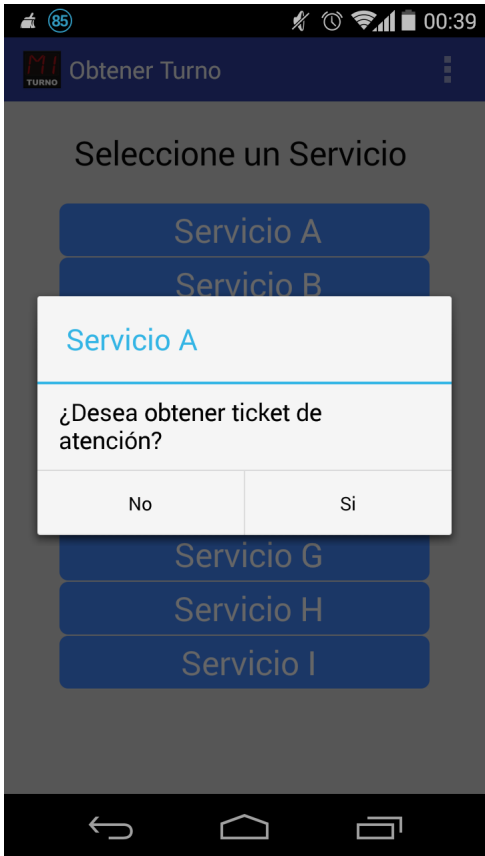 85 00:39
M1
TURNO
Obtener Turno
Seleccione un Servicio
Servicio A
Servicio B
Servicio A
¿Desea obtener ticket de
atención?
No Si
Servicio G
Servicio H
Servicio I